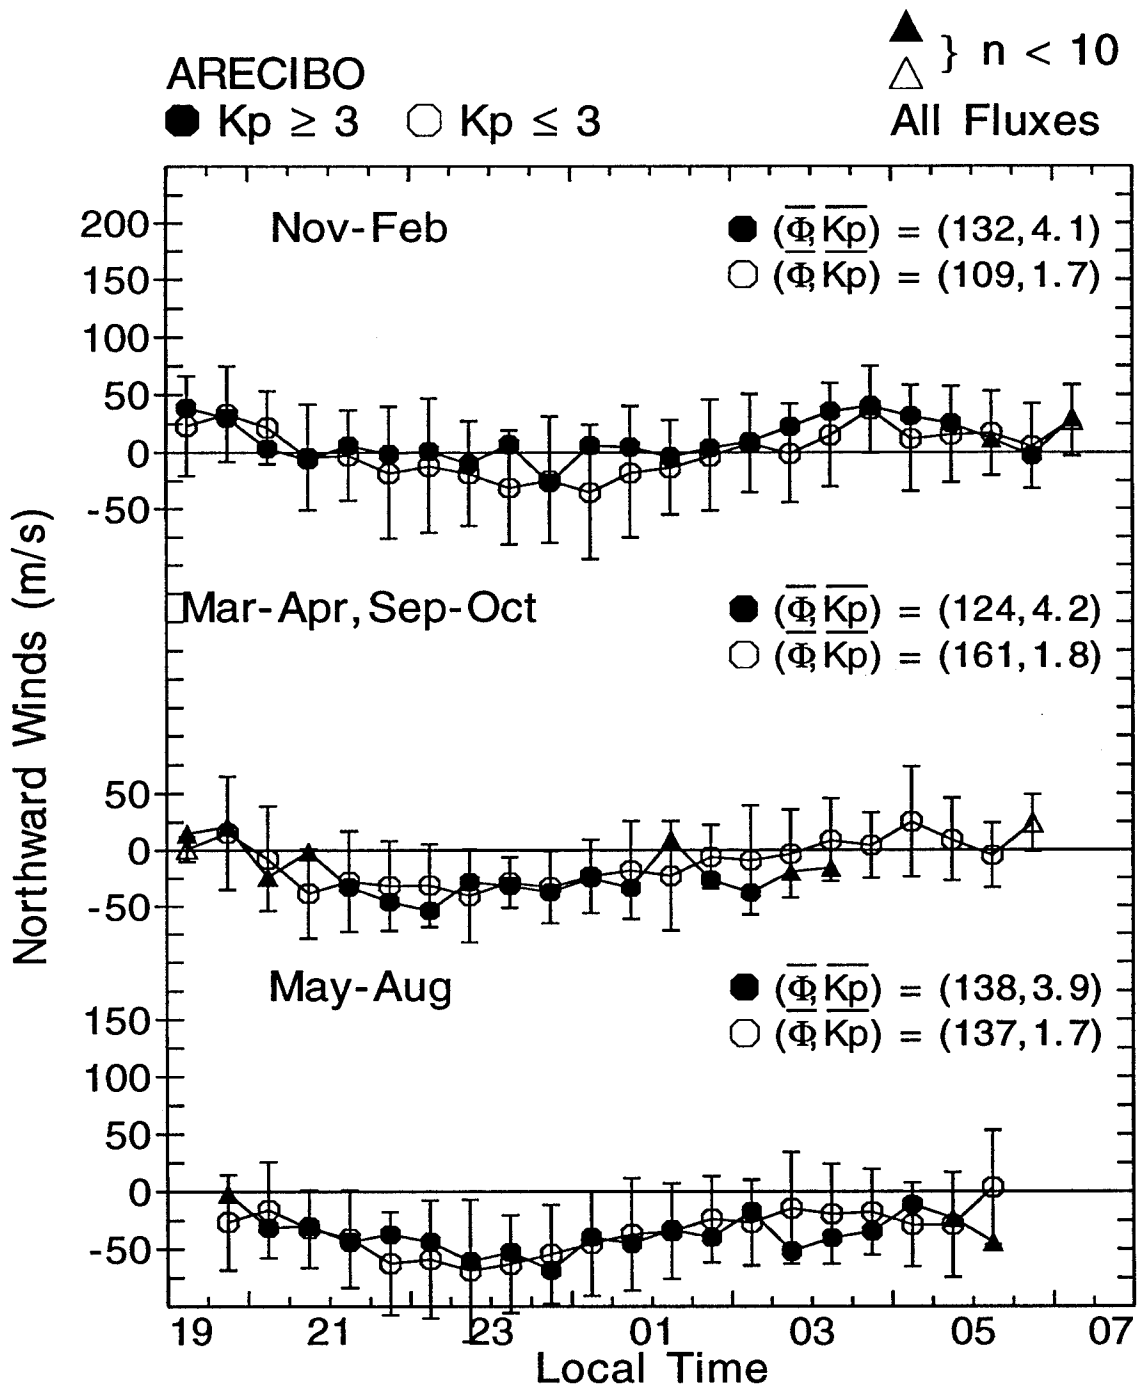 } n < 10
ARECIBO
Kp ≥ 3 Kp ≤ 3
All Fluxes
Nov-Feb
(Φ, Kp) = (132,4.1)
(Φ, Kp) = (109,1.7)
200
150
100
50
0
-50
Mar-Apr, Sep-Oct
(Φ, Kp) = (124,4.2)
(Φ, Kp) = (161,1.8)
50
0
-50
May-Aug
(Φ, Kp) = (138,3.9)
(Φ, Kp) = (137,1.7)
150
100
50
0
-50
Northward Winds (m/s)
19 21 23 01 03 05 07
Local Time